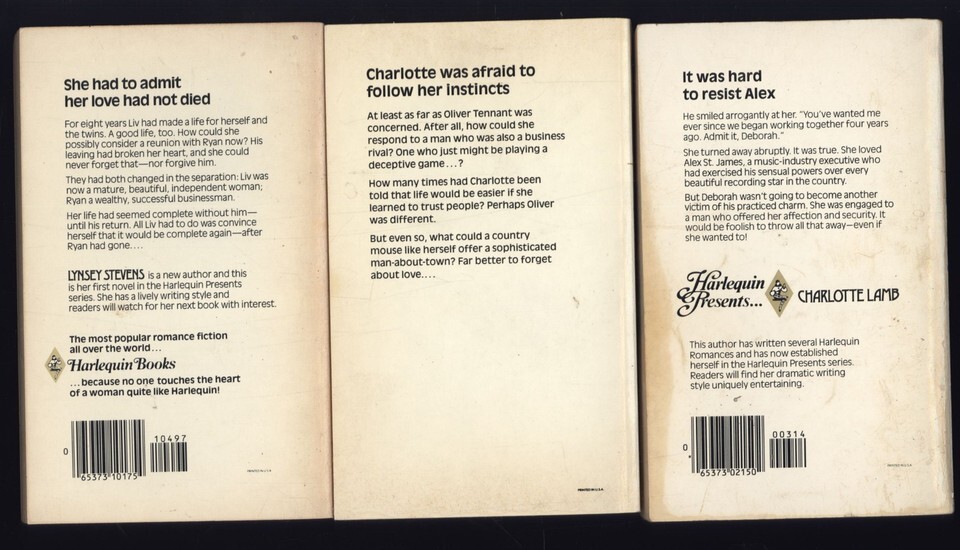 She had to admit
her love had not died
For eight years Liv had made a life for herself and
the twins. A good life, too. How could she
possibly consider a reunion with Ryan now? His
leaving had broken her heart, and she could
never forget that—nor forgive him.
They had both changed in the separation: Liv was
now a mature, beautiful, independent woman;
Ryan a wealthy, successful businessman.
Her life had seemed complete without him—
until his return. All Liv had to do was convince
herself that it would be complete again—after
Ryan had gone....
LYNSEY STEVENS is a new author and this
is her first novel in the Harlequin Presents
series. She has a lively writing style and
readers will watch for her next book with interest.
The most popular romance fiction
all over the world...
Harlequin Books
...because no one touches the heart
of a woman quite like Harlequin!
10497
0
65373 10175
PRINTED IN U.S.A.
Charlotte was afraid to
follow her instincts
At least as far as Oliver Tennant was
concerned. After all, how could she
respond to a man who was also a business
rival? One who just might be playing a
deceptive game...?
How many times had Charlotte been
told that life would be easier if she
learned to trust people? Perhaps Oliver
was different.
But even so, what could a country
mouse like herself offer a sophisticated
man-about-town? Far better to forget
about love....
PRINTED IN U.S.A.
It was hard
to resist Alex
He smiled arrogantly at her. "You've wanted me
ever since we began working together four years
ago. Admit it, Deborah."
She turned away abruptly. It was true. She loved
Alex St. James, a music-industry executive who
had exercised his sensual powers over every
beautiful recording star in the country.
But Deborah wasn't going to become another
victim of his practiced charm. She was engaged to
a man who offered her affection and security. It
would be foolish to throw all that away—even if
she wanted to!
Harlequin
Presents...
CHARLOTTE LAMB
This author has written several Harlequin
Romances and has now established
herself in the Harlequin Presents series.
Readers will find her dramatic writing
style uniquely entertaining.
00314
0
65373 02150
PRINTED IN U.S.A.